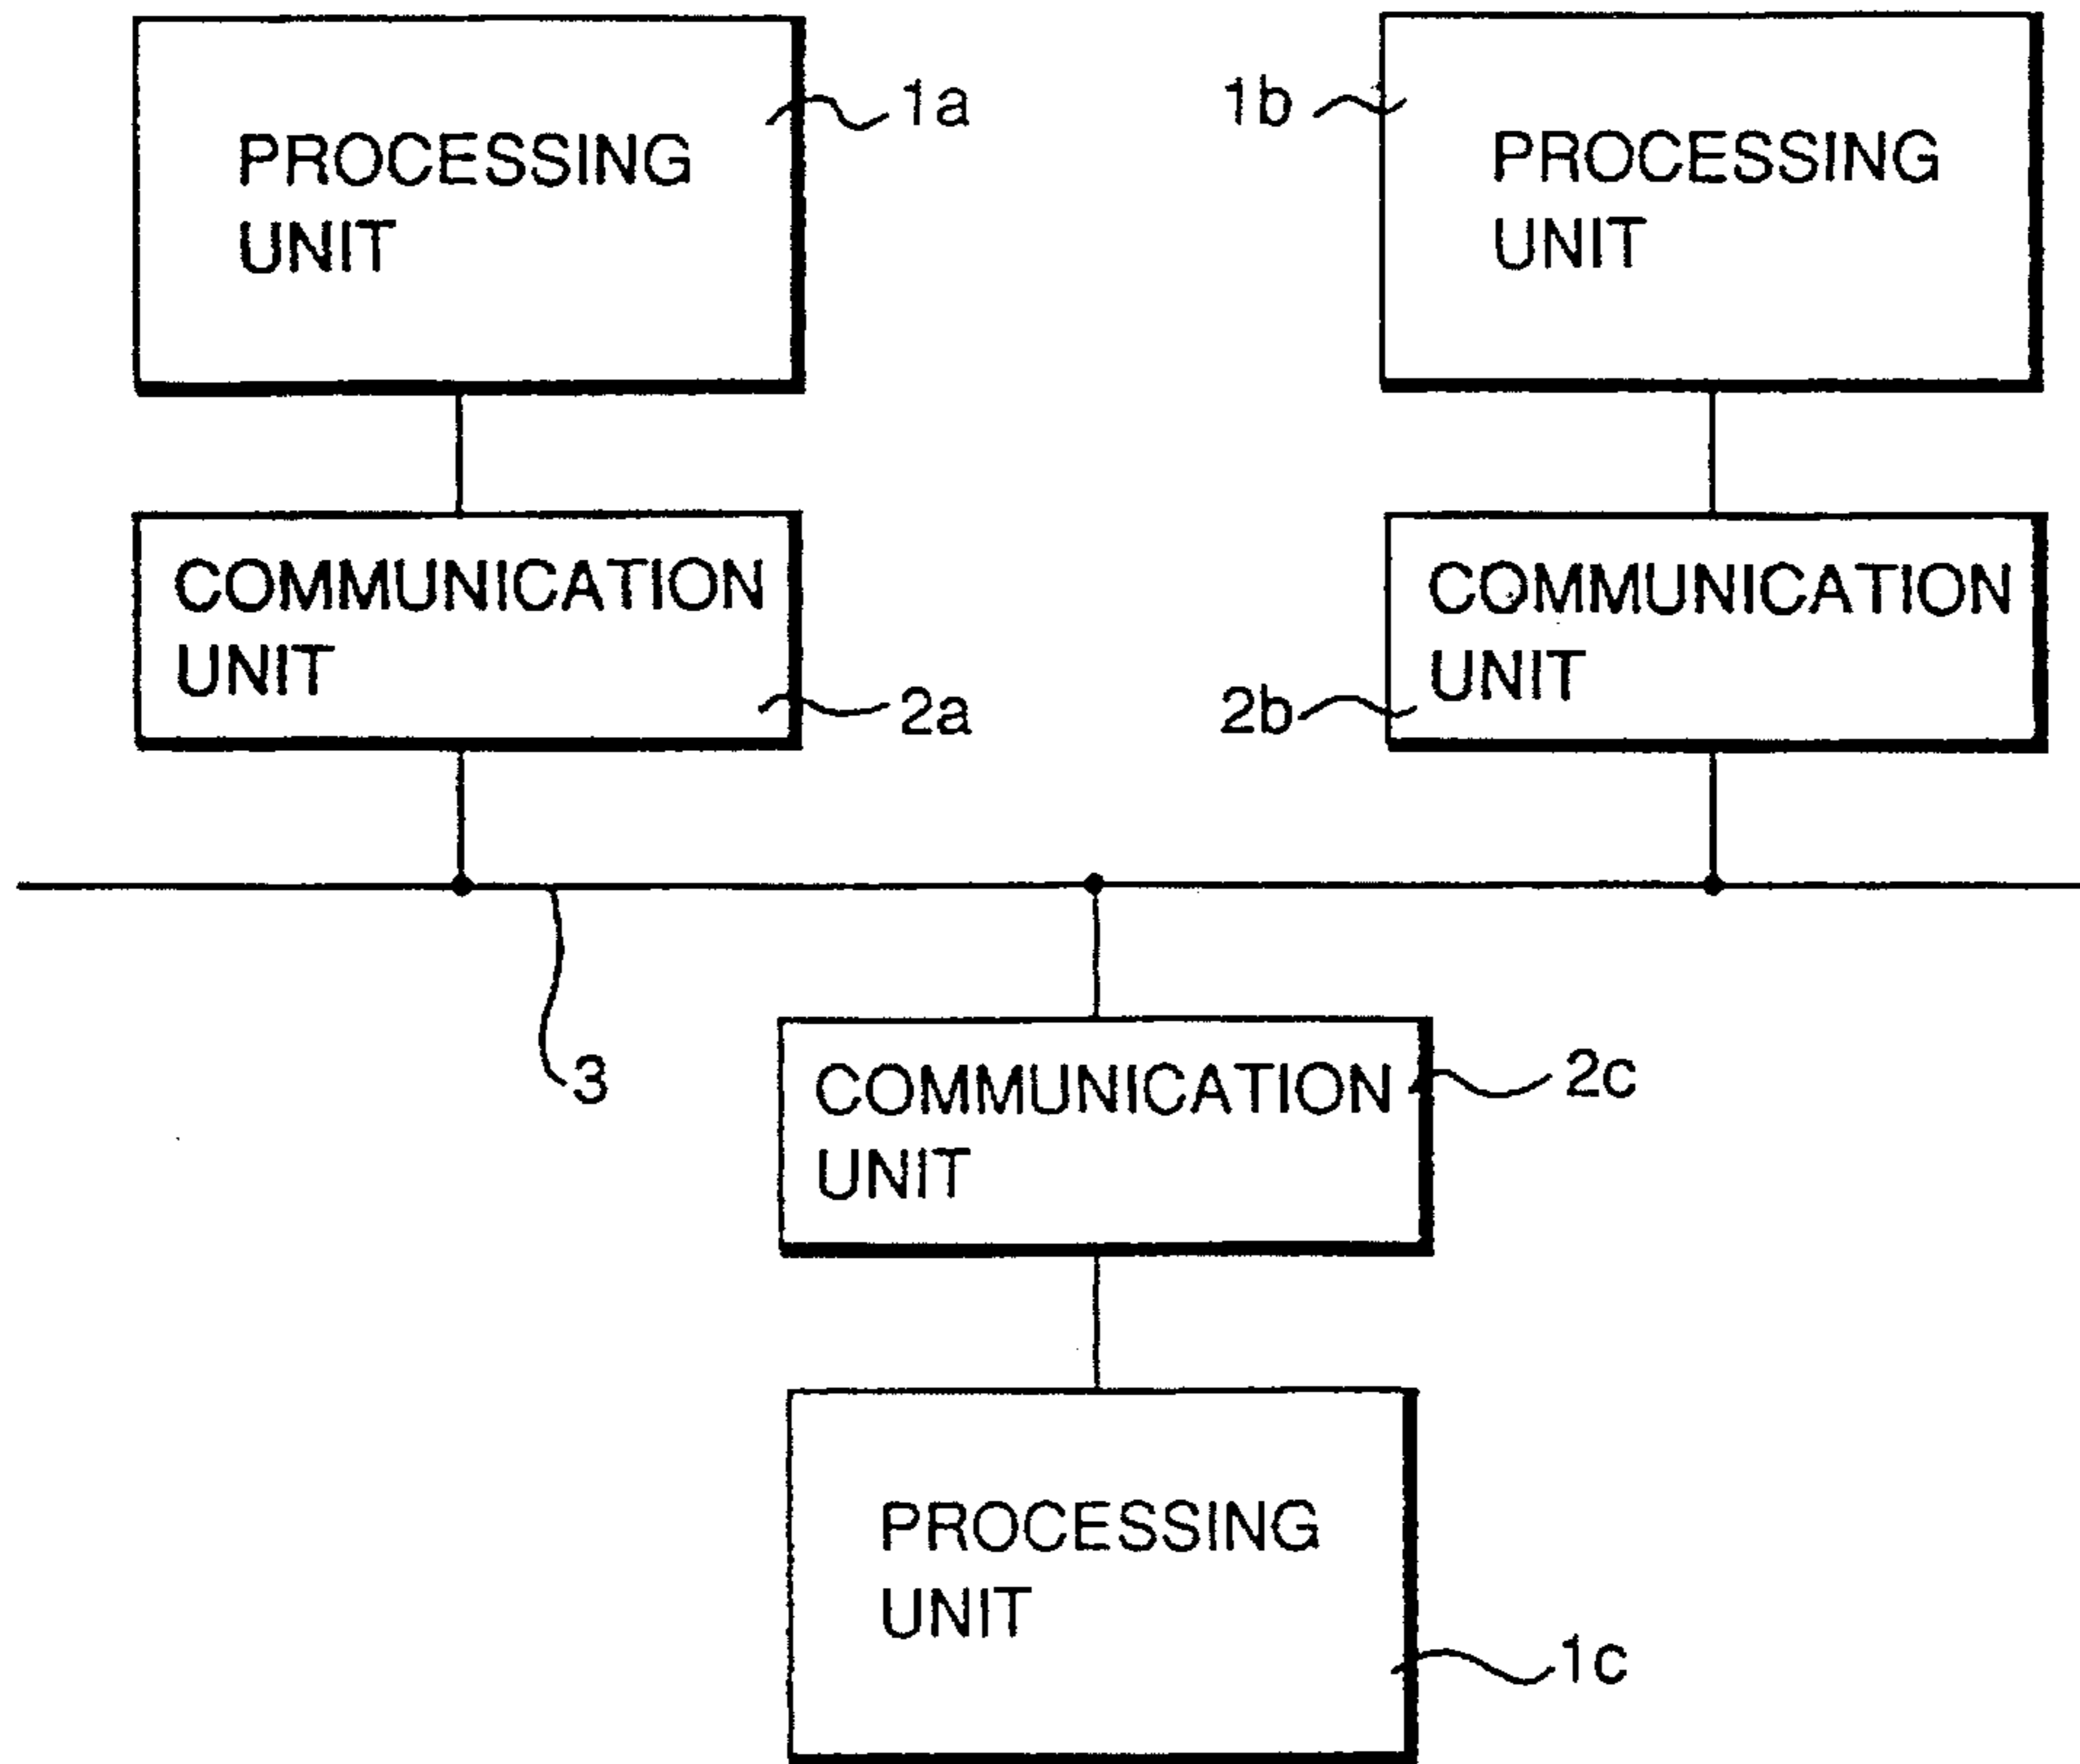 PROCESSING
UNIT
1a
1b
PROCESSING
UNIT
COMMUNICATION
UNIT
2a
2b
COMMUNICATION
UNIT
3
COMMUNICATION
UNIT
2c
PROCESSING
UNIT
1c